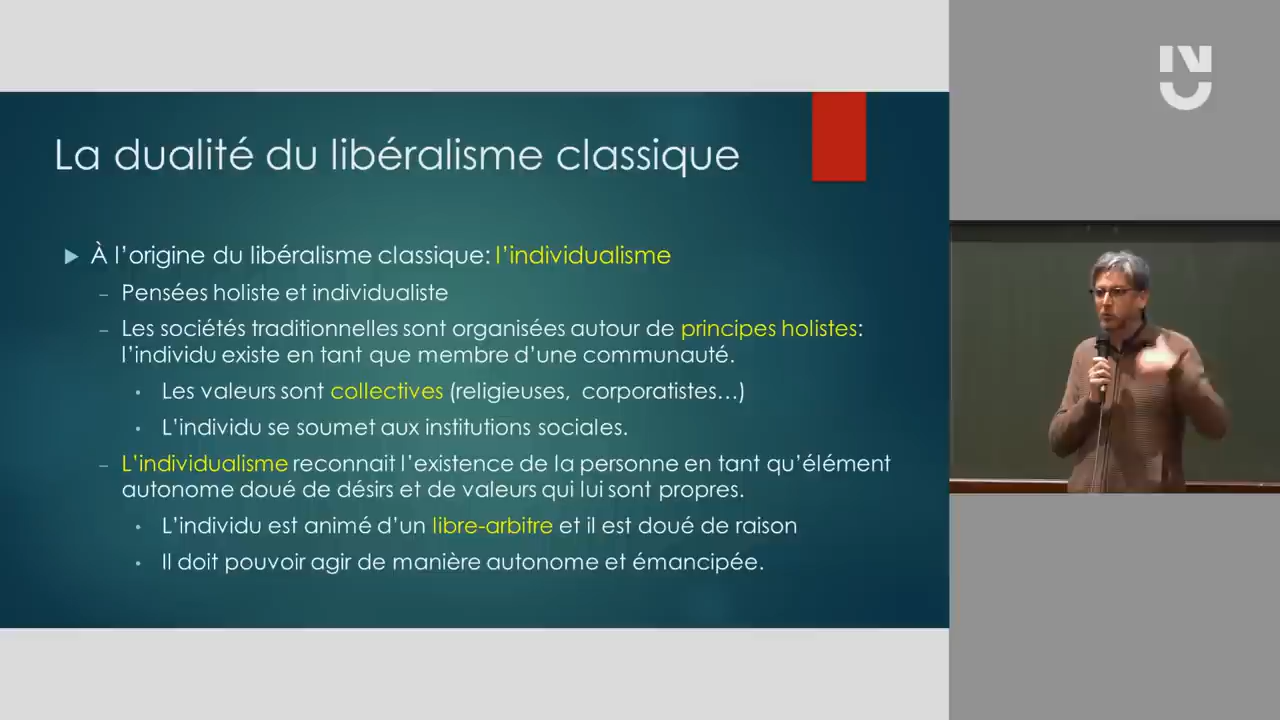 La dualité du libéralisme classique
À l'origine du libéralisme classique: l'individualisme
– Pensées holiste et individualiste
– Les sociétés traditionnelles sont organisées autour de principes holistes:
l'individu existe en tant que membre d'une communauté.
• Les valeurs sont collectives (religieuses, corporatistes…)
• L'individu se soumet aux institutions sociales.
– L'individualisme reconnait l'existence de la personne en tant qu'élément
autonome doué de désirs et de valeurs qui lui sont propres.
• L'individu est animé d'un libre-arbitre et il est doué de raison
• Il doit pouvoir agir de manière autonome et émancipée.